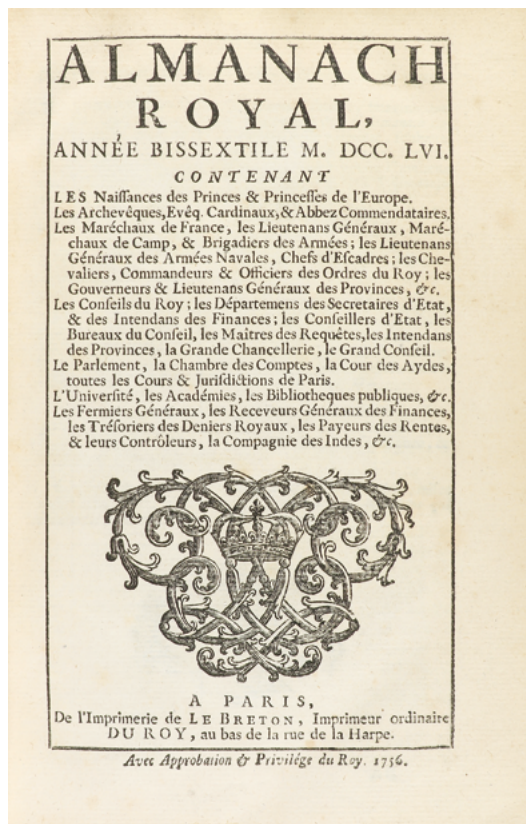 ALMANACH
ROYAL,
ANNÉE BISSEXTILE M. DCC. LVI.
CONTENANT
LES Naiſſances des Princes & Princeſſes de l'Europe.
Les Archevêques, Evêq. Cardinaux, & Abbez Commendataires.
Les Maréchaux de France, les Lieutenans Généraux, Maré-
chaux de Camp, & Brigadiers des Armées; les Lieutenans
Généraux des Armées Navales, Chefs d'Eſcadres; les Che-
valiers, Commandeurs & Officiers des Ordres du Roy; les
Gouverneurs & Lieutenans Généraux des Provinces, &c.
Les Conſeils du Roy; les Départemens des Secretaires d'Etat,
& des Intendans des Finances; les Conſeillers d'Etat, les
Bureaux du Conſeil, les Maîtres des Requêtes, les Intendans
des Provinces, la Grande Chancellerie, le Grand Conſeil.
Le Parlement, la Chambre des Comptes, la Cour des Aydes,
toutes les Cours & Juriſdictions de Paris.
L'Univerſité, les Académies, les Bibliotheques publiques, &c.
Les Fermiers Généraux, les Receveurs Généraux des Finances,
les Tréſoriers des Deniers Royaux, les Payeurs des Rentes,
& leurs Contrôleurs, la Compagnie des Indes, &c.
A PARIS,
De l'Imprimerie de LE BRETON, Imprimeur ordinaire
DU ROY, au bas de la rue de la Harpe.
Avec Approbation & Privilége du Roy. 1756.